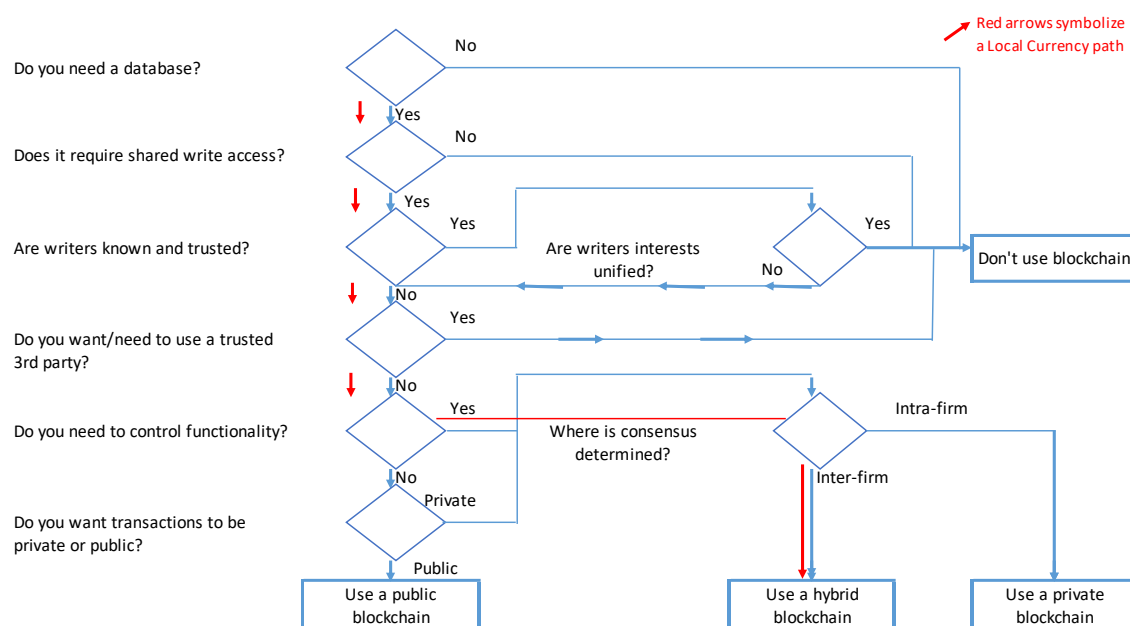 Red arrows symbolize
a Local Currency path
No
Do you need a database?
Yes
No
Does it require shared write access?
Yes
Yes
Yes
Are writers known and trusted?
Are writers interests
unified?
Don't use blockchain
No
No
Yes
Do you want/need to use a trusted
3rd party?
No
Yes
Intra-firm
Do you need to control functionality?
Where is consensus
determined?
No
Inter-firm
Private
Do you want transactions to be
private or public?
Public
Use a public
blockchain
Use a hybrid
blockchain
Use a private
blockchain